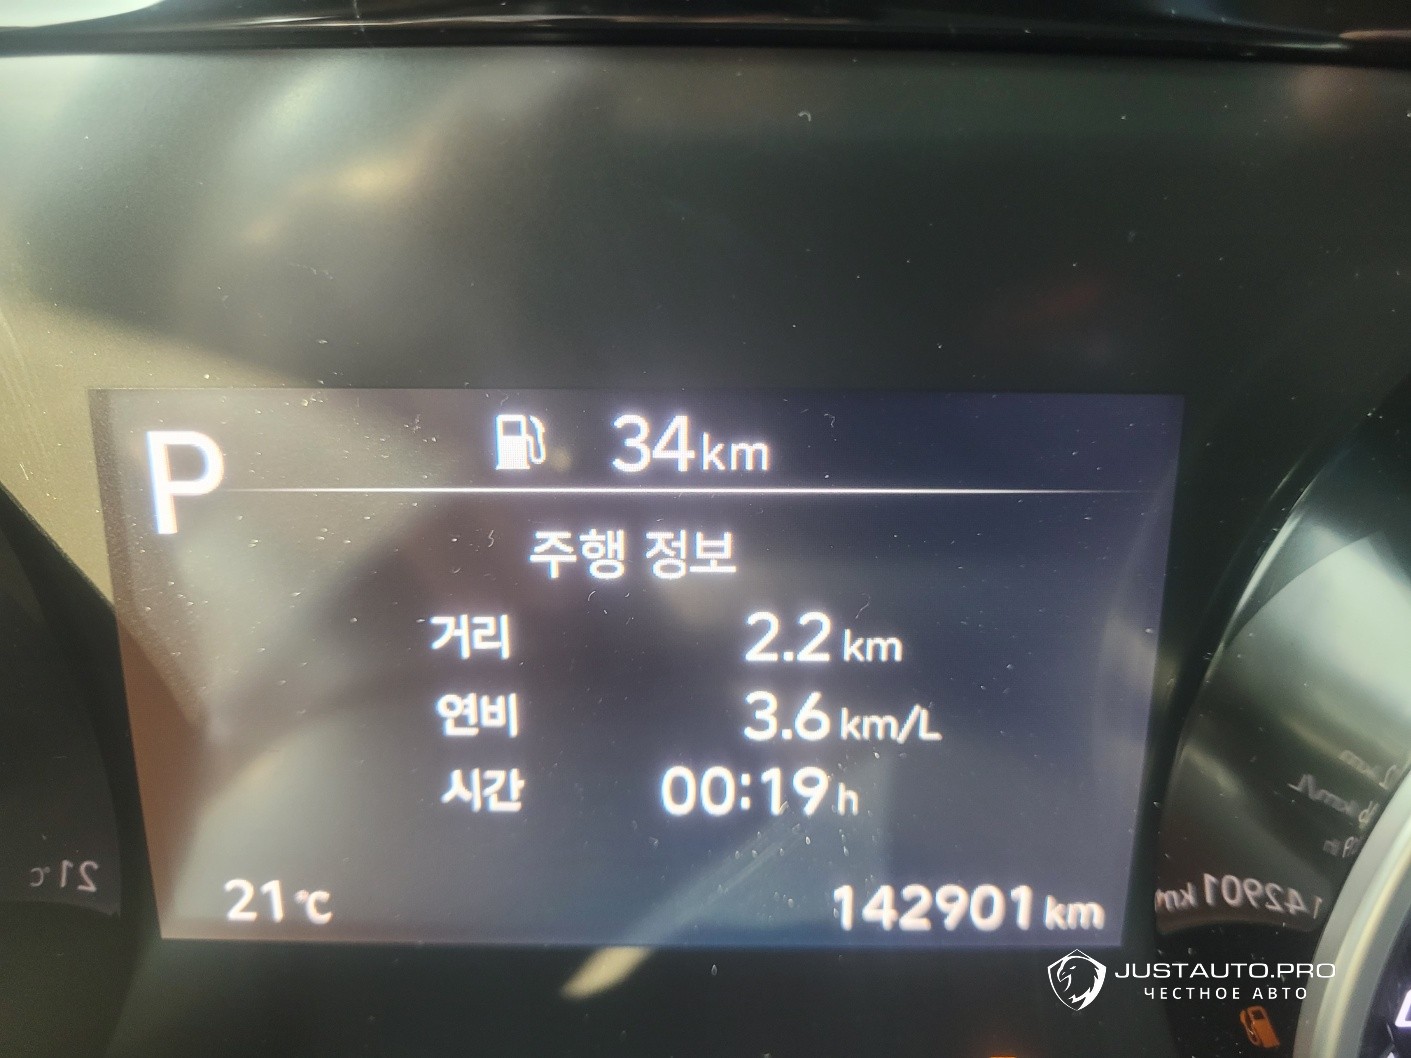 P
34km
주행 정보
거리 2.2 km
연비 3.6 km/L
시간 00:19 h
21°C 142901 km
21°C
142901 km
JUSTAUTO.PRO
ЧЕСТНОЕ АВТО